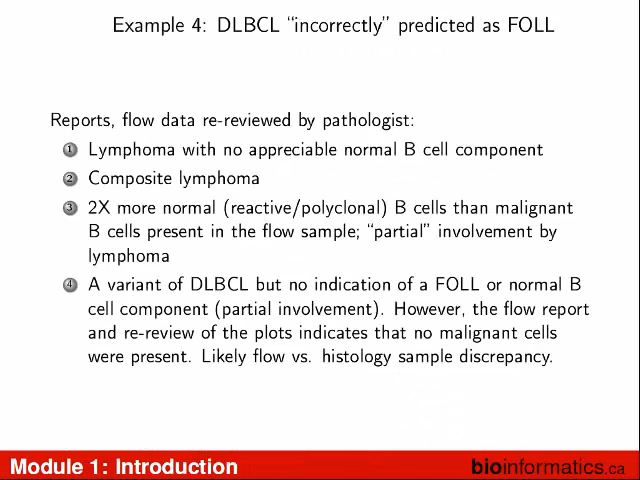 Example 4: DLBCL “incorrectly” predicted as FOLL
Reports, flow data re-reviewed by pathologist:
1 Lymphoma with no appreciable normal B cell component
2 Composite lymphoma
3 2X more normal (reactive/polyclonal) B cells than malignant
B cells present in the flow sample; “partial” involvement by
lymphoma
4 A variant of DLBCL but no indication of a FOLL or normal B
cell component (partial involvement). However, the flow report
and re-review of the plots indicates that no malignant cells
were present. Likely flow vs. histology sample discrepancy.
Module 1: Introduction
bioinformatics.ca